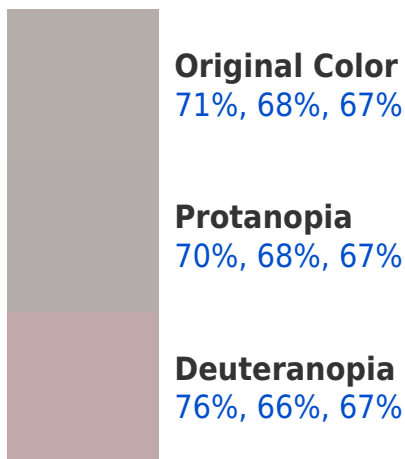 Original Color
71%, 68%, 67%
Protanopia
70%, 68%, 67%
Deuteranopia
76%, 66%, 67%